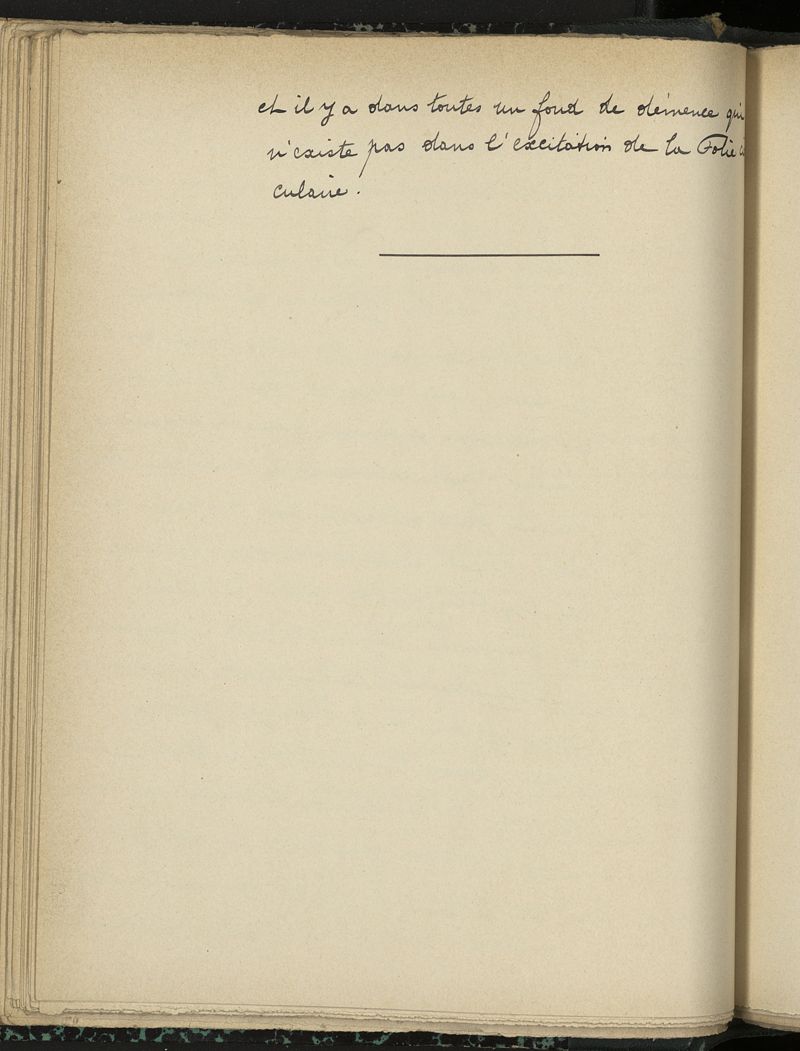 et il y a dans toutes un fond de démence qui
n'existe pas dans l'excitation de la Folie
culaire.